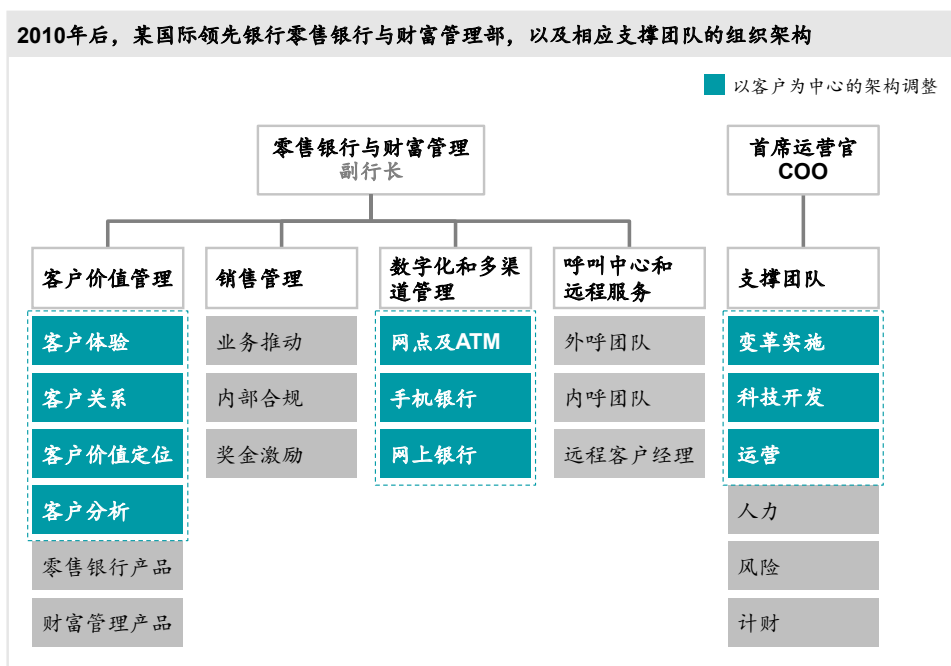 2010年后，某国际领先银行零售银行与财富管理部，以及相应支撑团队的组织架构
以客户为中心的架构调整
零售银行与财富管理
副行长
首席运营官
COO
客户价值管理
销售管理
数字化和多渠
道管理
呼叫中心和
远程服务
支撑团队
客户体验
业务推动
网点及ATM
外呼团队
变革实施
客户关系
内部合规
手机银行
内呼团队
科技开发
客户价值定位
奖金激励
网上银行
远程客户经理
运营
客户分析
人力
零售银行产品
风险
财富管理产品
计财